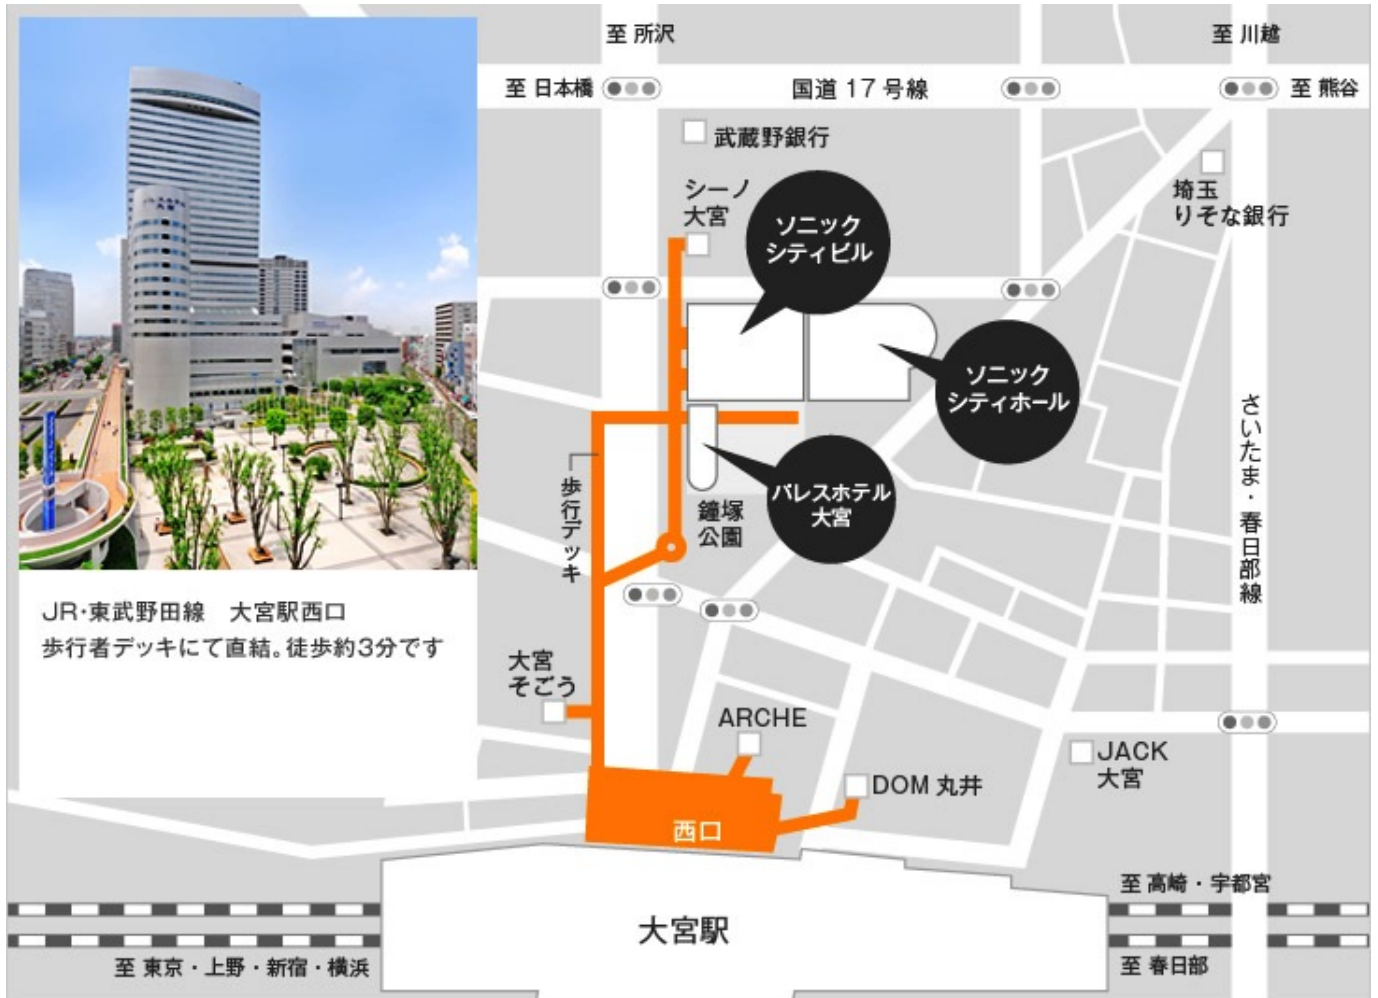 至 所沢
至 川越
至 日本橋
国道 17 号線
至 熊谷
武蔵野銀行
シーノ
大宮
埼玉
りそな銀行
ソニック
シティビル
ソニック
シティホール
さいたま・春日部線
パレスホテル
大宮
歩行デッキ
鐘塚
公園
JR・東武野田線　大宮駅西口
歩行者デッキにて直結。徒歩約3分です
大宮
そごう
ARCHE
JACK
大宮
DOM 丸井
西口
至 高崎・宇都宮
大宮駅
至 東京・上野・新宿・横浜
至 春日部